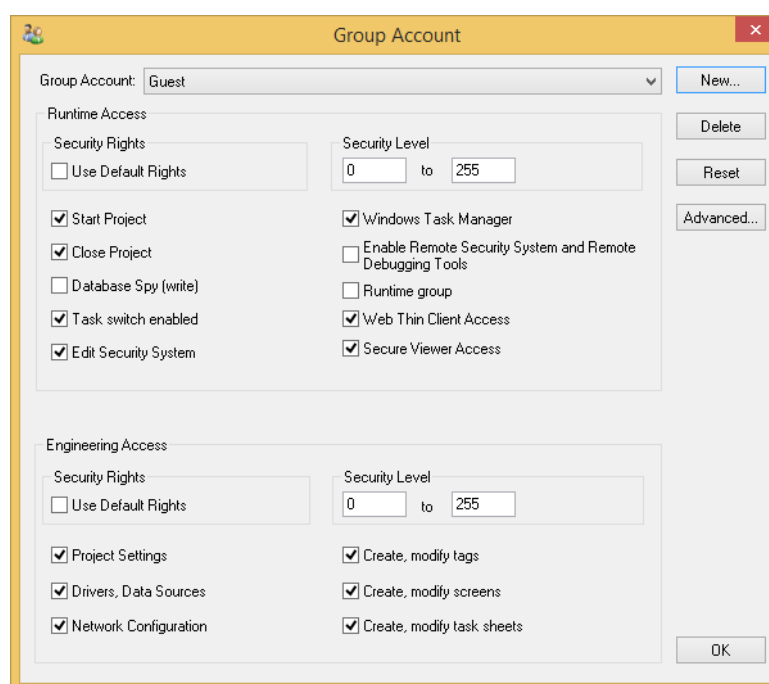 Group Account
Group Account: Guest
New...
Runtime Access
Delete
Security Rights
Security Level
Use Default Rights
0 to 255
Reset
Start Project
Windows Task Manager
Advanced...
Close Project
Enable Remote Security System and Remote
Debugging Tools
Database Spy (write)
Runtime group
Task switch enabled
Web Thin Client Access
Edit Security System
Secure Viewer Access
Engineering Access
Security Rights
Security Level
Use Default Rights
0 to 255
Project Settings
Create, modify tags
Drivers, Data Sources
Create, modify screens
Network Configuration
Create, modify task sheets
OK